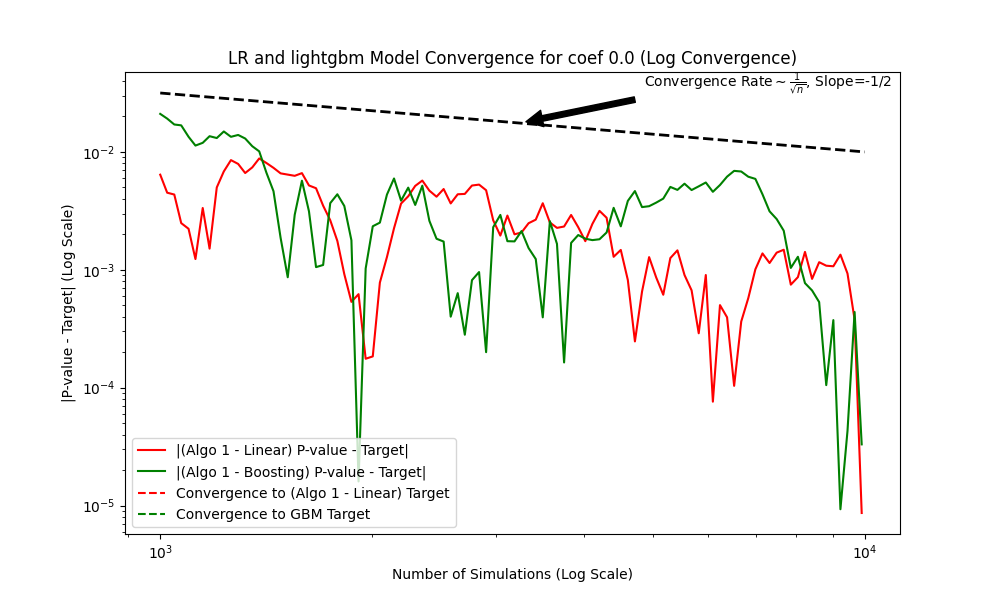 LR and lightgbm Model Convergence for coef 0.0 (Log Convergence)
Convergence Rate ~ 1/√n, Slope=-1/2
|P-value - Target| (Log Scale)
10⁻²
10⁻³
10⁻⁴
10⁻⁵
|(Algo 1 - Linear) P-value - Target|
|(Algo 1 - Boosting) P-value - Target|
Convergence to (Algo 1 - Linear) Target
Convergence to GBM Target
10³
10⁴
Number of Simulations (Log Scale)